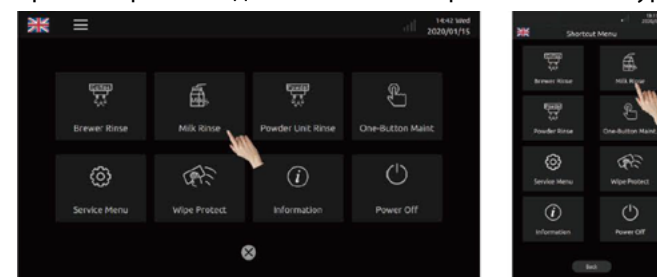 14:42 Wed
2020/01/15
Brewer Rinse
Milk Rinse
Powder Unit Rinse
One-Button Maint
Service Menu
Wipe Protect
Information
Power Off
Shortcut Menu
Brewer Rinse
Milk Rinse
Powder Rinse
One-Button Maint
Service Menu
Wipe Protect
Information
Power Off
Back